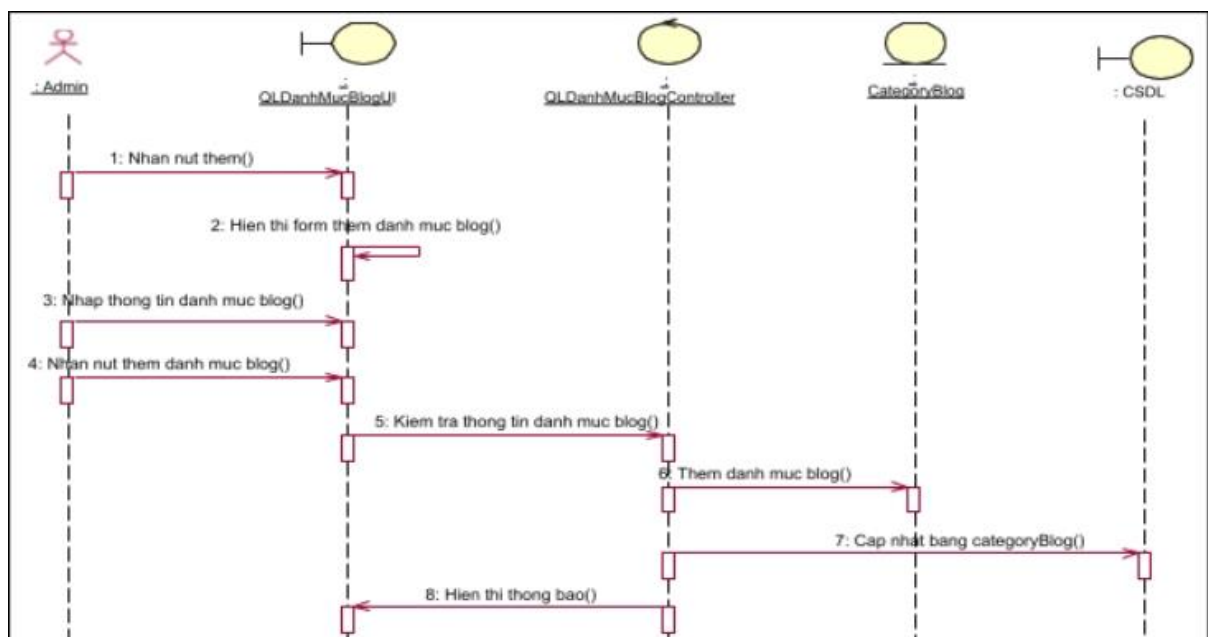 : Admin
: QLDanhMucBlogUI
: QLDanhMucBlogController
: CategoryBlog
: CSDL
1: Nhan nut them()
2: Hien thi form them danh muc blog()
3: Nhap thong tin danh muc blog()
4: Nhan nut them danh muc blog()
5: Kiem tra thong tin danh muc blog()
6: Them danh muc blog()
7: Cap nhat bang categoryBlog()
8: Hien thi thong bao()